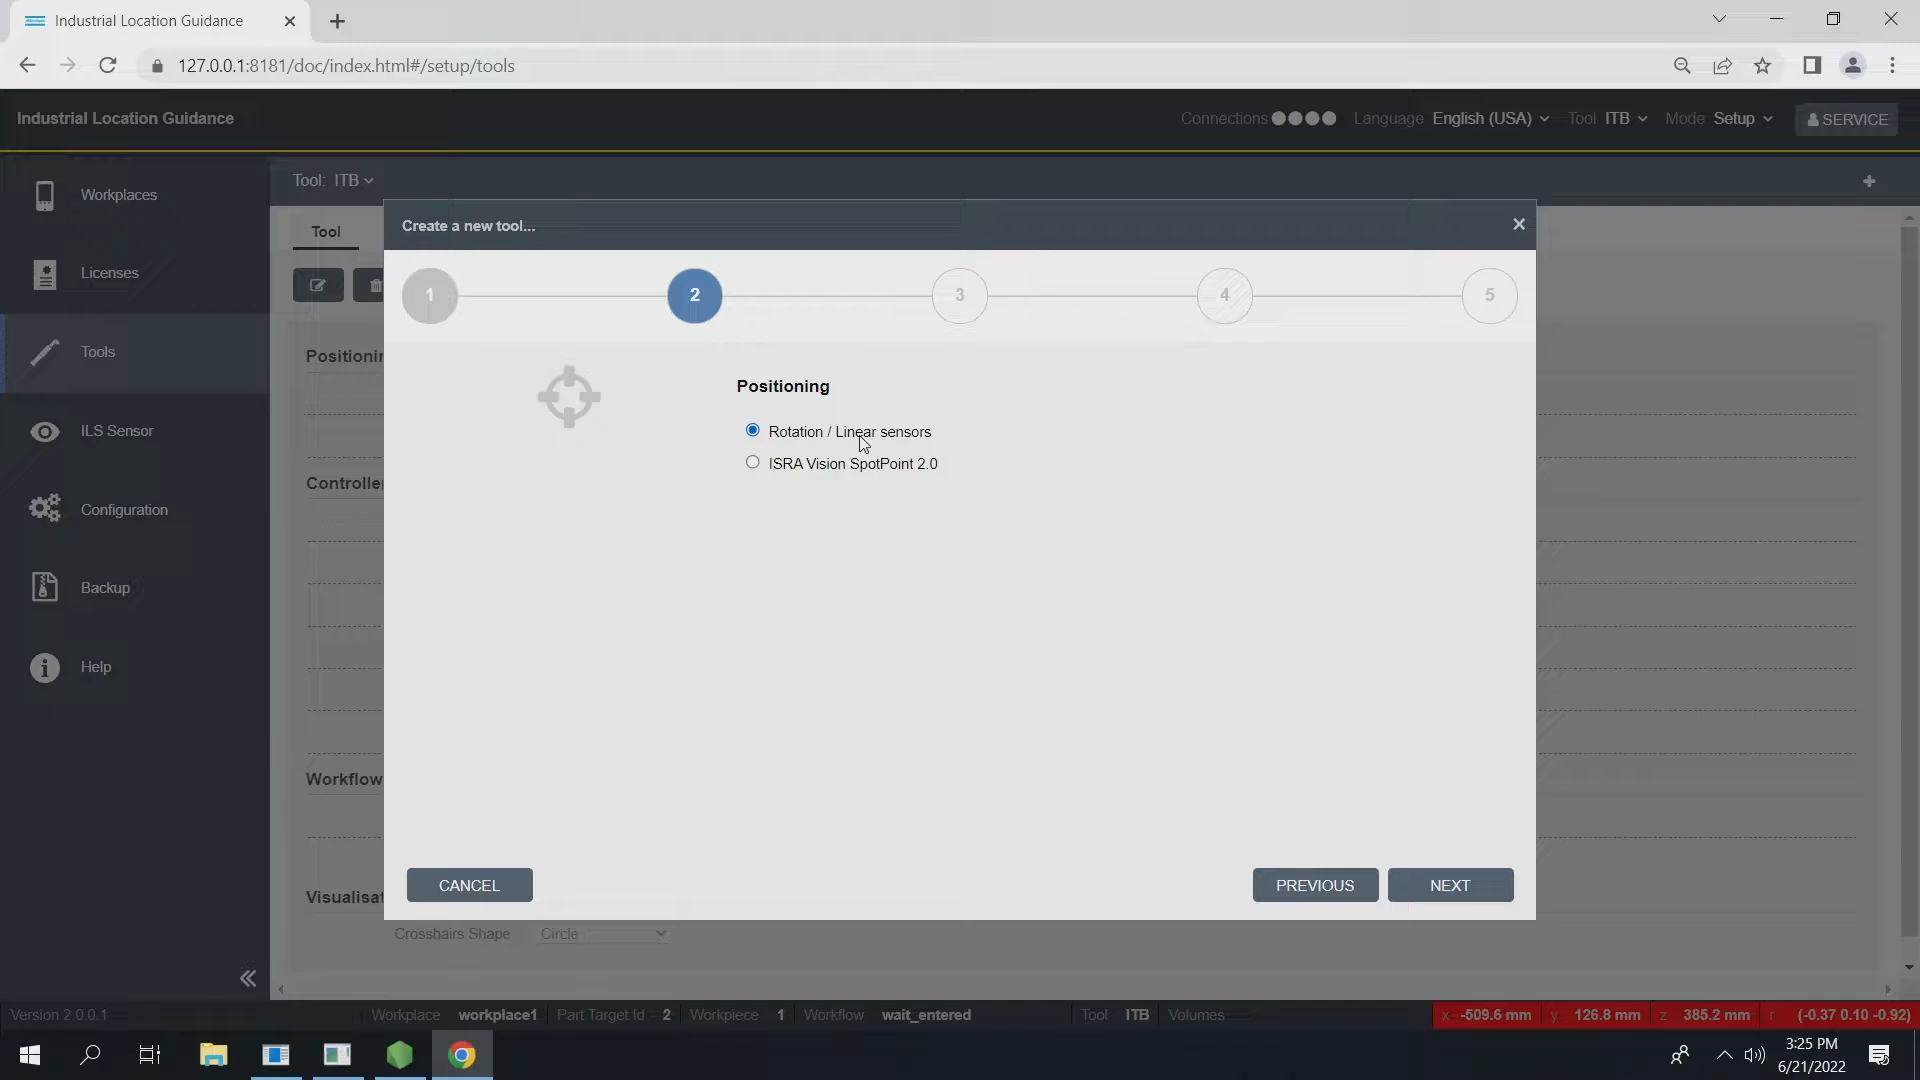 Industrial Location Guidance
127.0.0.1:8181/doc/index.html#/setup/tools
Industrial Location Guidance
Connections
Language English (USA)
Tool ITB
Mode Setup
SERVICE
Workplaces
Licenses
Tools
ILS Sensor
Configuration
Backup
Help
Tool: ITB
Tool
Create a new tool...
1
2
3
4
5
Positioning
Rotation / Linear sensors
ISRA Vision SpotPoint 2.0
Positionin
Controller
Workflow
Visualisat
CANCEL
PREVIOUS
NEXT
Crosshairs Shape Circle
Version 2.0.0.1
Workplace workplace1
Part Target Id 2
Workpiece 1
Workflow wait_entered
Tool ITB
Volumes
x -509.6 mm
y 126.8 mm
z 385.2 mm
r (-0.37 0.10 -0.92)
3:25 PM
6/21/2022